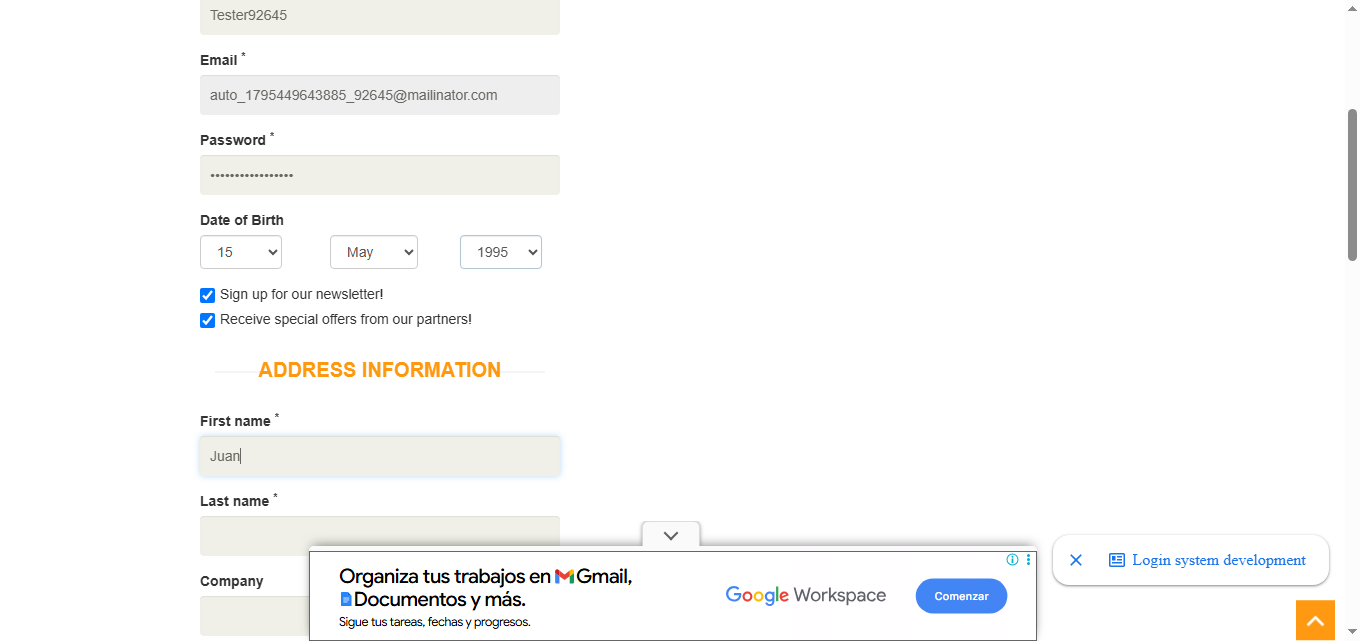 Tester92645
Email *
auto_1795449643885_92645@mailinator.com
Password *
•••••••••••••••••
Date of Birth
15 May 1995
Sign up for our newsletter!
Receive special offers from our partners!
ADDRESS INFORMATION
First name *
Juan
Last name *
Company
Organiza tus trabajos en Gmail,
Documentos y más.
Sigue tus tareas, fechas y progresos.
Google Workspace
Comenzar
Login system development